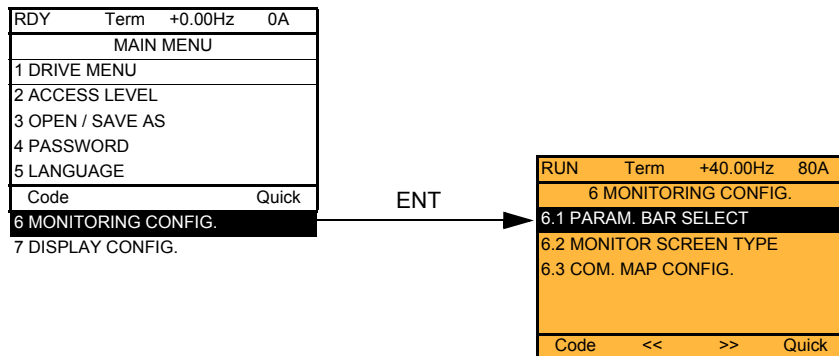 RDY Term +0.00Hz 0A
MAIN MENU
1 DRIVE MENU
2 ACCESS LEVEL
3 OPEN / SAVE AS
4 PASSWORD
5 LANGUAGE
Code Quick
6 MONITORING CONFIG.
7 DISPLAY CONFIG.
ENT
RUN Term +40.00Hz 80A
6 MONITORING CONFIG.
6.1 PARAM. BAR SELECT
6.2 MONITOR SCREEN TYPE
6.3 COM. MAP CONFIG.
Code << >> Quick